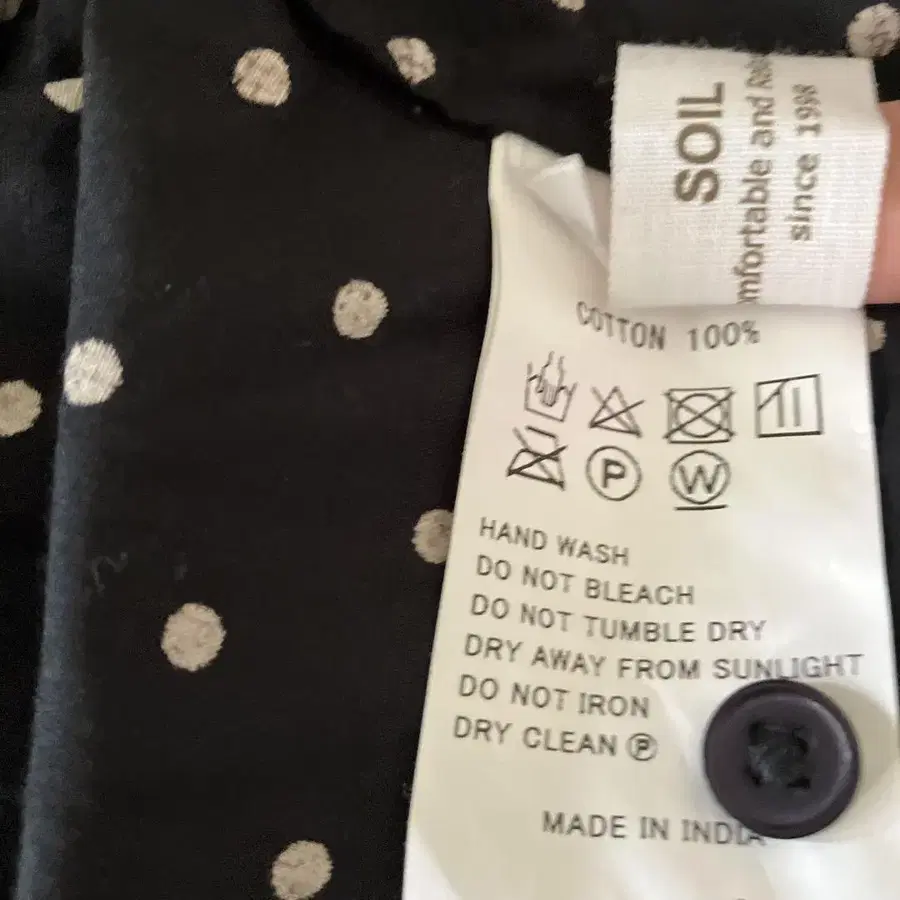 SOIL
mfortable and
since 1998
COTTON 100%
P W
HAND WASH
DO NOT BLEACH
DO NOT TUMBLE DRY
DRY AWAY FROM SUNLIGHT
DO NOT IRON
DRY CLEAN Ⓟ
MADE IN INDIA